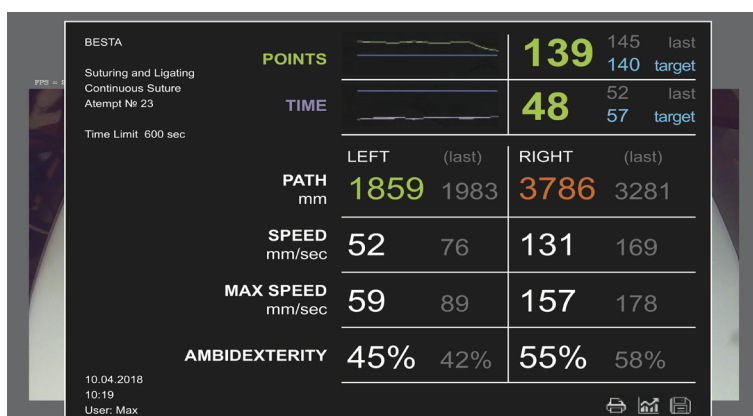 BESTA
Suturing and Ligating
Continuous Suture
Atempt № 23
Time Limit 600 sec
POINTS 139 145 last
140 target
TIME 48 52 last
57 target
LEFT (last) RIGHT (last)
PATH
mm 1859 1983 3786 3281
SPEED
mm/sec 52 76 131 169
MAX SPEED
mm/sec 59 89 157 178
AMBIDEXTERITY 45% 42% 55% 58%
10.04.2018
10:19
User: Max
FPS =